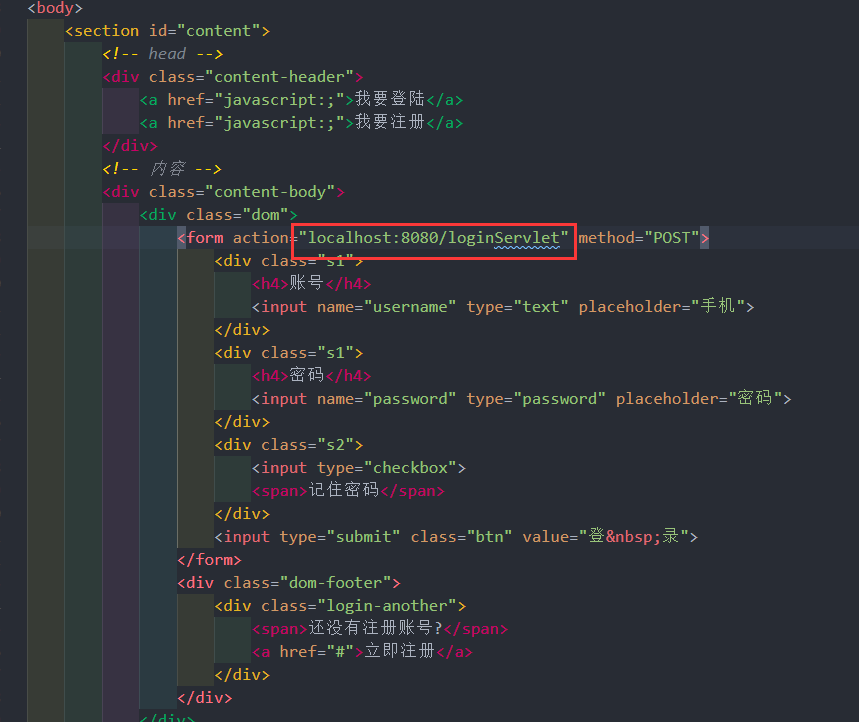 <body>
<section id="content">
<!-- head -->
<div class="content-header">
<a href="javascript:;">我要登陆</a>
<a href="javascript:;">我要注册</a>
</div>
<!-- 内容 -->
<div class="content-body">
<div class="dom">
<form action="localhost:8080/loginServlet" method="POST">
<div class="s1">
<h4>账号</h4>
<input name="username" type="text" placeholder="手机">
</div>
<div class="s1">
<h4>密码</h4>
<input name="password" type="password" placeholder="密码">
</div>
<div class="s2">
<input type="checkbox">
<span>记住密码</span>
</div>
<input type="submit" class="btn" value="登&nbsp;录">
</form>
<div class="dom-footer">
<div class="login-another">
<span>还没有注册账号?</span>
<a href="#">立即注册</a>
</div>
</div>
</div>